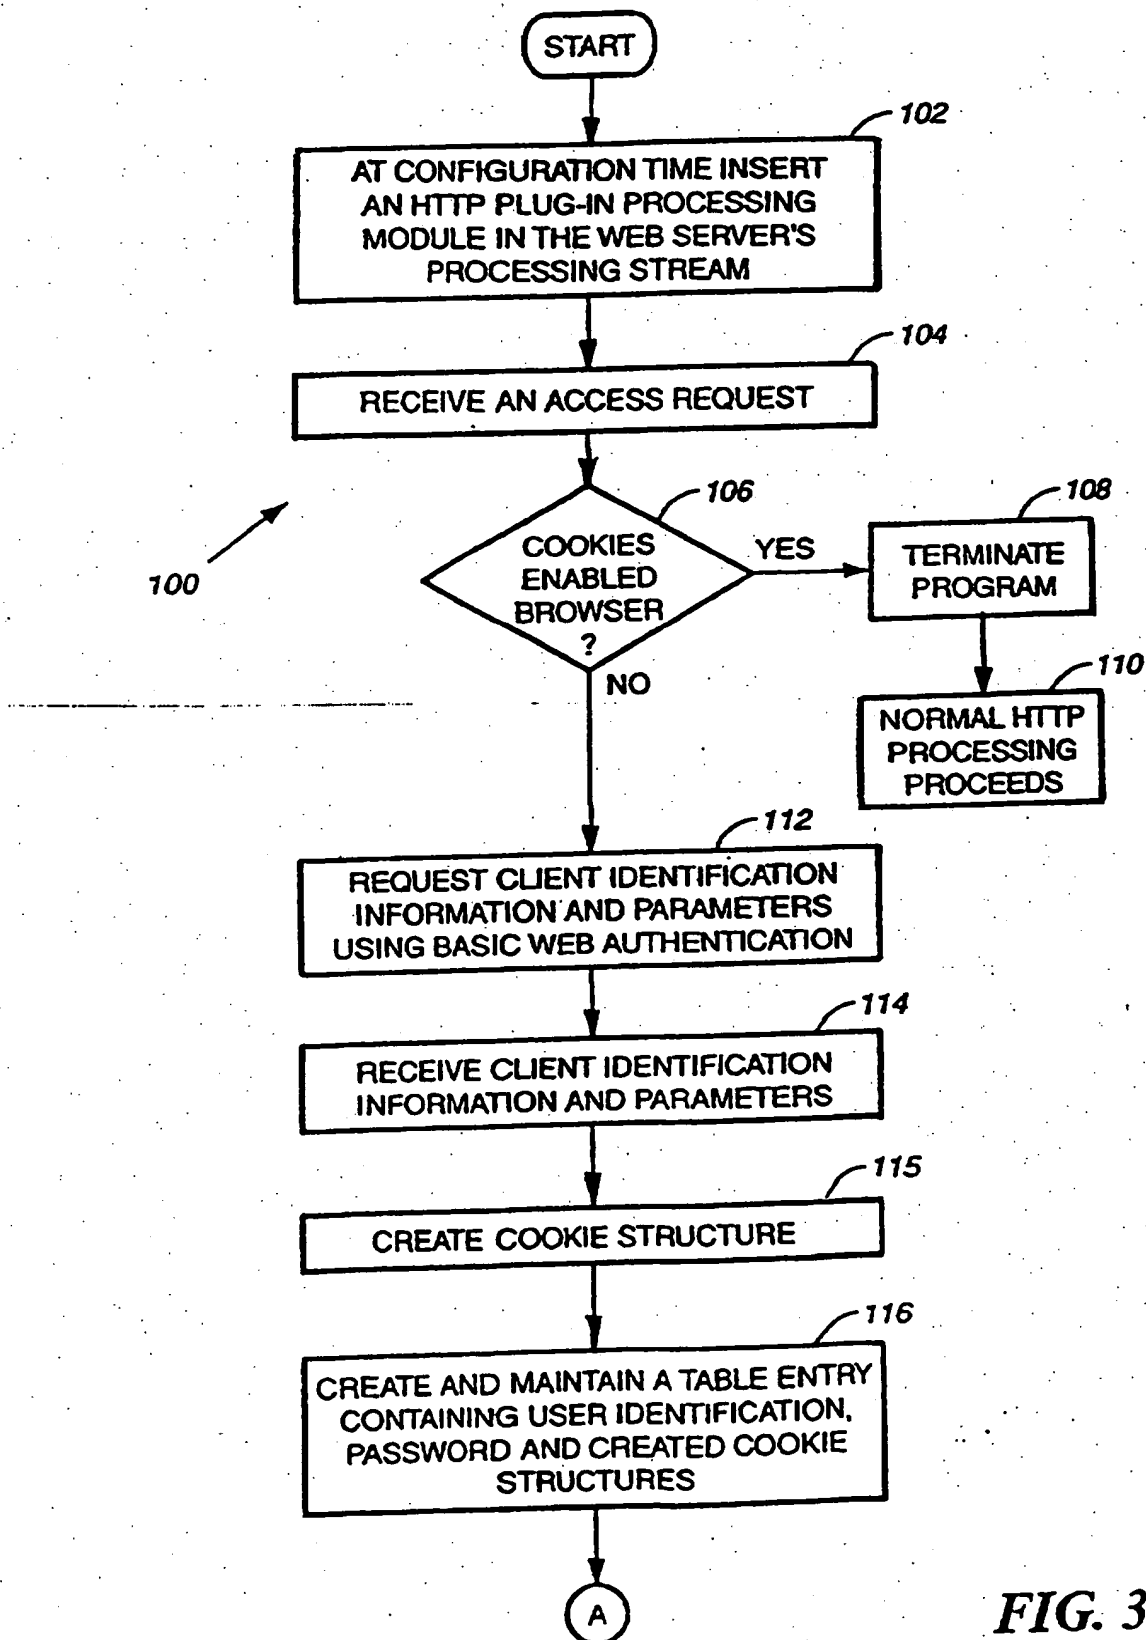 START
102
AT CONFIGURATION TIME INSERT
AN HTTP PLUG-IN PROCESSING
MODULE IN THE WEB SERVER'S
PROCESSING STREAM
104
RECEIVE AN ACCESS REQUEST
100
106
COOKIES
ENABLED
BROWSER
?
YES
108
TERMINATE
PROGRAM
110
NORMAL HTTP
PROCESSING
PROCEEDS
NO
112
REQUEST CLIENT IDENTIFICATION
INFORMATION AND PARAMETERS
USING BASIC WEB AUTHENTICATION
114
RECEIVE CLIENT IDENTIFICATION
INFORMATION AND PARAMETERS
115
CREATE COOKIE STRUCTURE
116
CREATE AND MAINTAIN A TABLE ENTRY
CONTAINING USER IDENTIFICATION,
PASSWORD AND CREATED COOKIE
STRUCTURES
A
FIG. 3